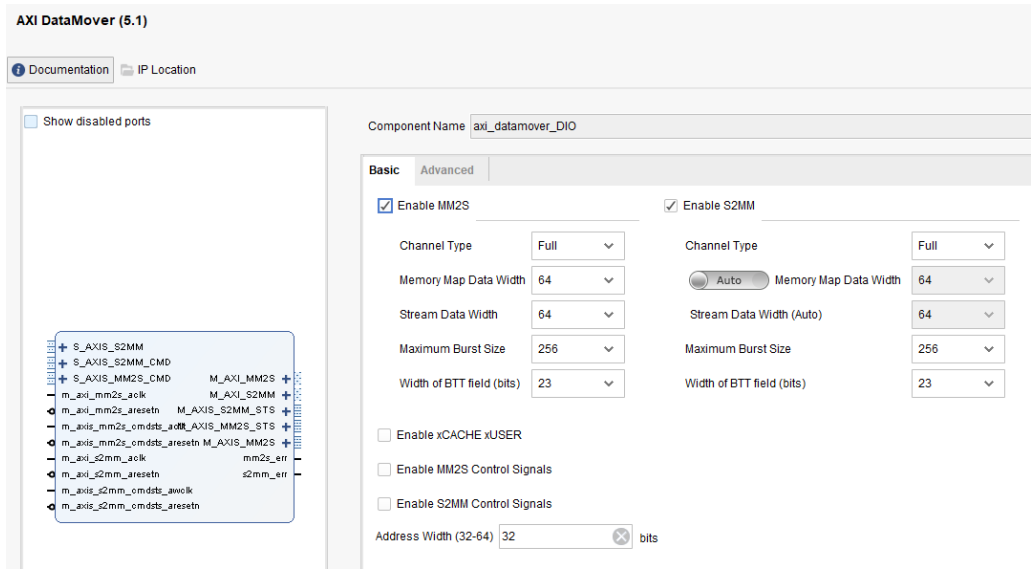 AXI DataMover (5.1)
Documentation IP Location
Show disabled ports
Component Name axi_datamover_DIO
Basic Advanced
Enable MM2S Enable S2MM
Channel Type Full Channel Type Full
Memory Map Data Width 64 Auto Memory Map Data Width 64
Stream Data Width 64 Stream Data Width (Auto) 64
Maximum Burst Size 256 Maximum Burst Size 256
Width of BTT field (bits) 23 Width of BTT field (bits) 23
Enable xCACHE xUSER
Enable MM2S Control Signals
Enable S2MM Control Signals
Address Width (32-64) 32 bits
S_AXIS_S2MM
S_AXIS_S2MM_CMD
S_AXIS_MM2S_CMD M_AXI_MM2S
m_axi_mm2s_aclk M_AXI_S2MM
m_axi_mm2s_aresetn M_AXIS_S2MM_STS
M_AXIS_MM2S_STS
m_axis_mm2s_cmdsts_aresetn M_AXIS_MM2S
m_axi_s2mm_aclk mm2s_err
m_axi_s2mm_aresetn s2mm_err
m_axis_s2mm_cmdsts_awclk
m_axis_s2mm_cmdsts_aresetn